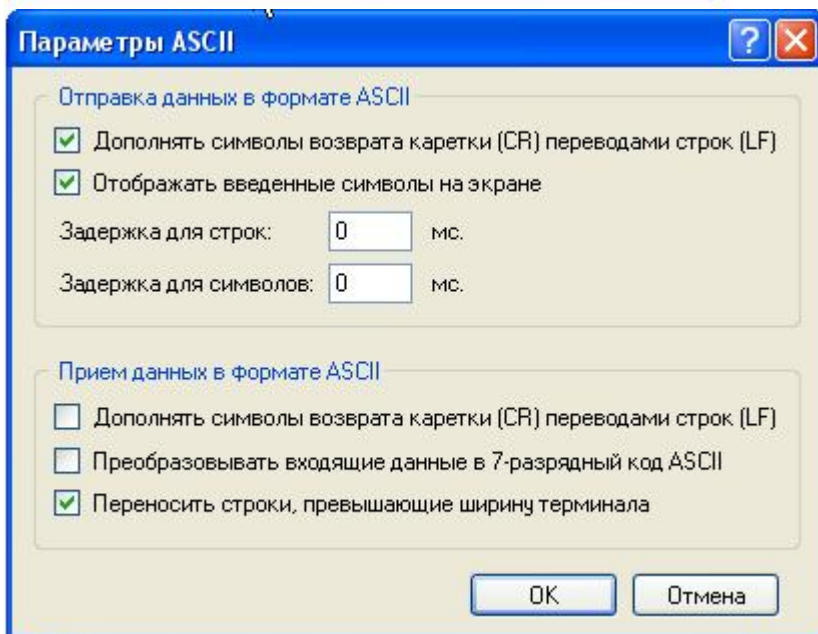 Параметры ASCII
Отправка данных в формате ASCII
Дополнять символы возврата каретки (CR) переводами строк (LF)
Отображать введенные символы на экране
Задержка для строк: 0 мс.
Задержка для символов: 0 мс.
Прием данных в формате ASCII
Дополнять символы возврата каретки (CR) переводами строк (LF)
Преобразовывать входящие данные в 7-разрядный код ASCII
Переносить строки, превышающие ширину терминала
OK Отмена